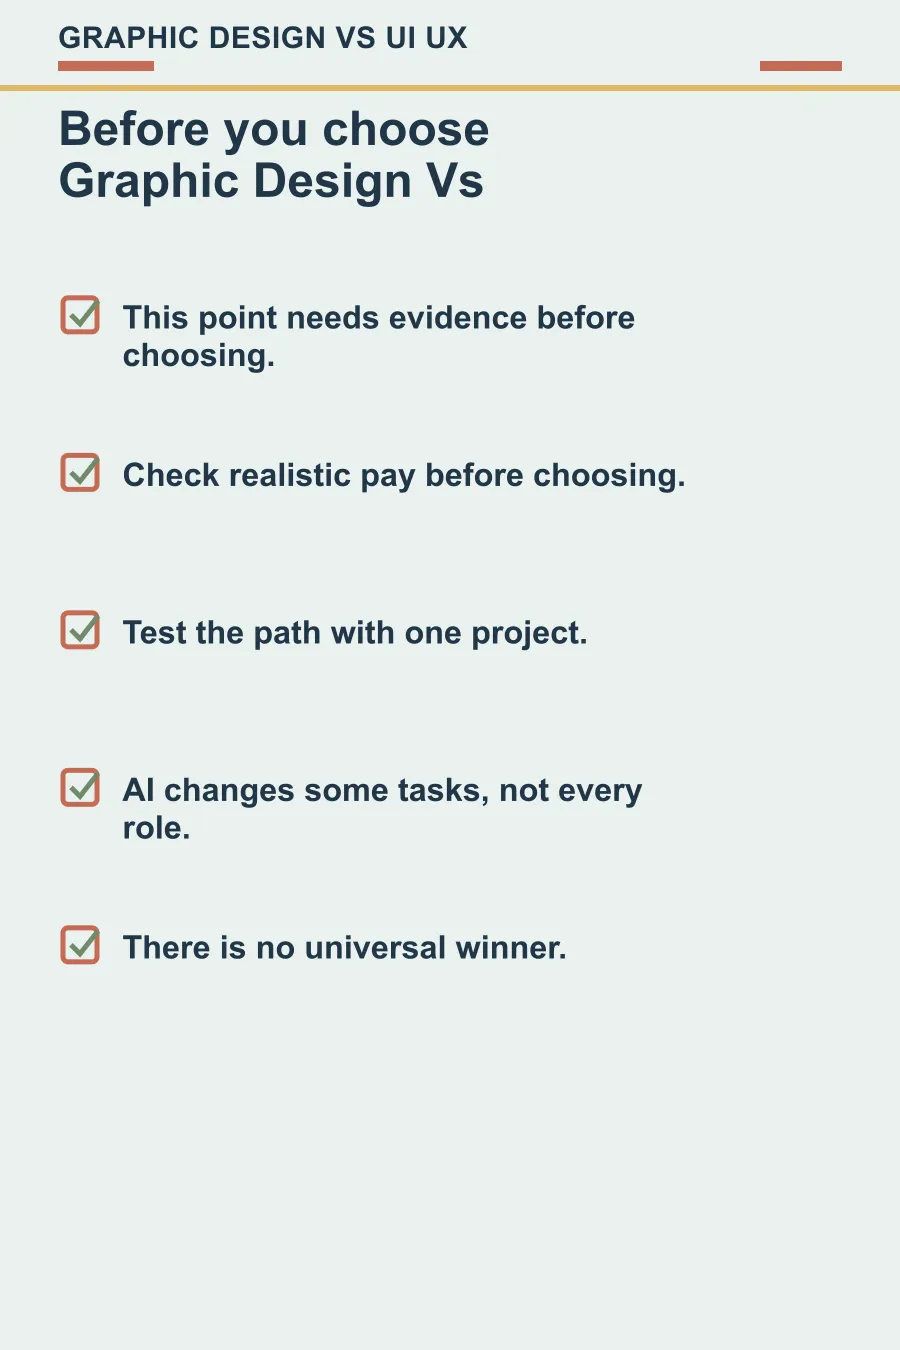 GRAPHIC DESIGN VS UI UX
Before you choose
Graphic Design Vs
This point needs evidence before
choosing.
Check realistic pay before choosing.
Test the path with one project.
AI changes some tasks, not every
role.
There is no universal winner.